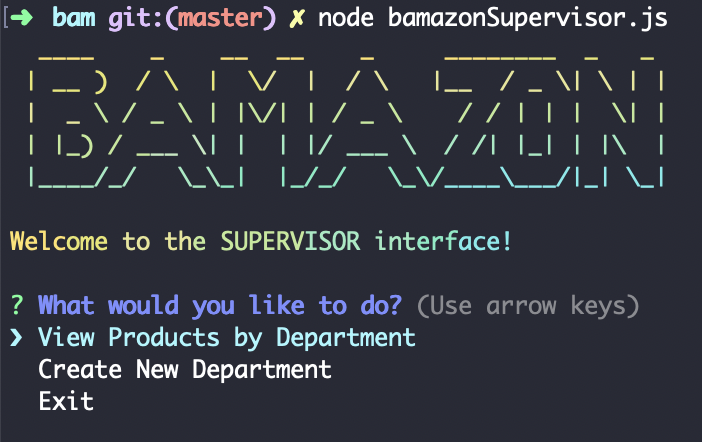 [➜ bam git:(master) ✗ node bamazonSupervisor.js
BAMAZON
Welcome to the SUPERVISOR interface!
? What would you like to do? (Use arrow keys)
❯ View Products by Department
Create New Department
Exit